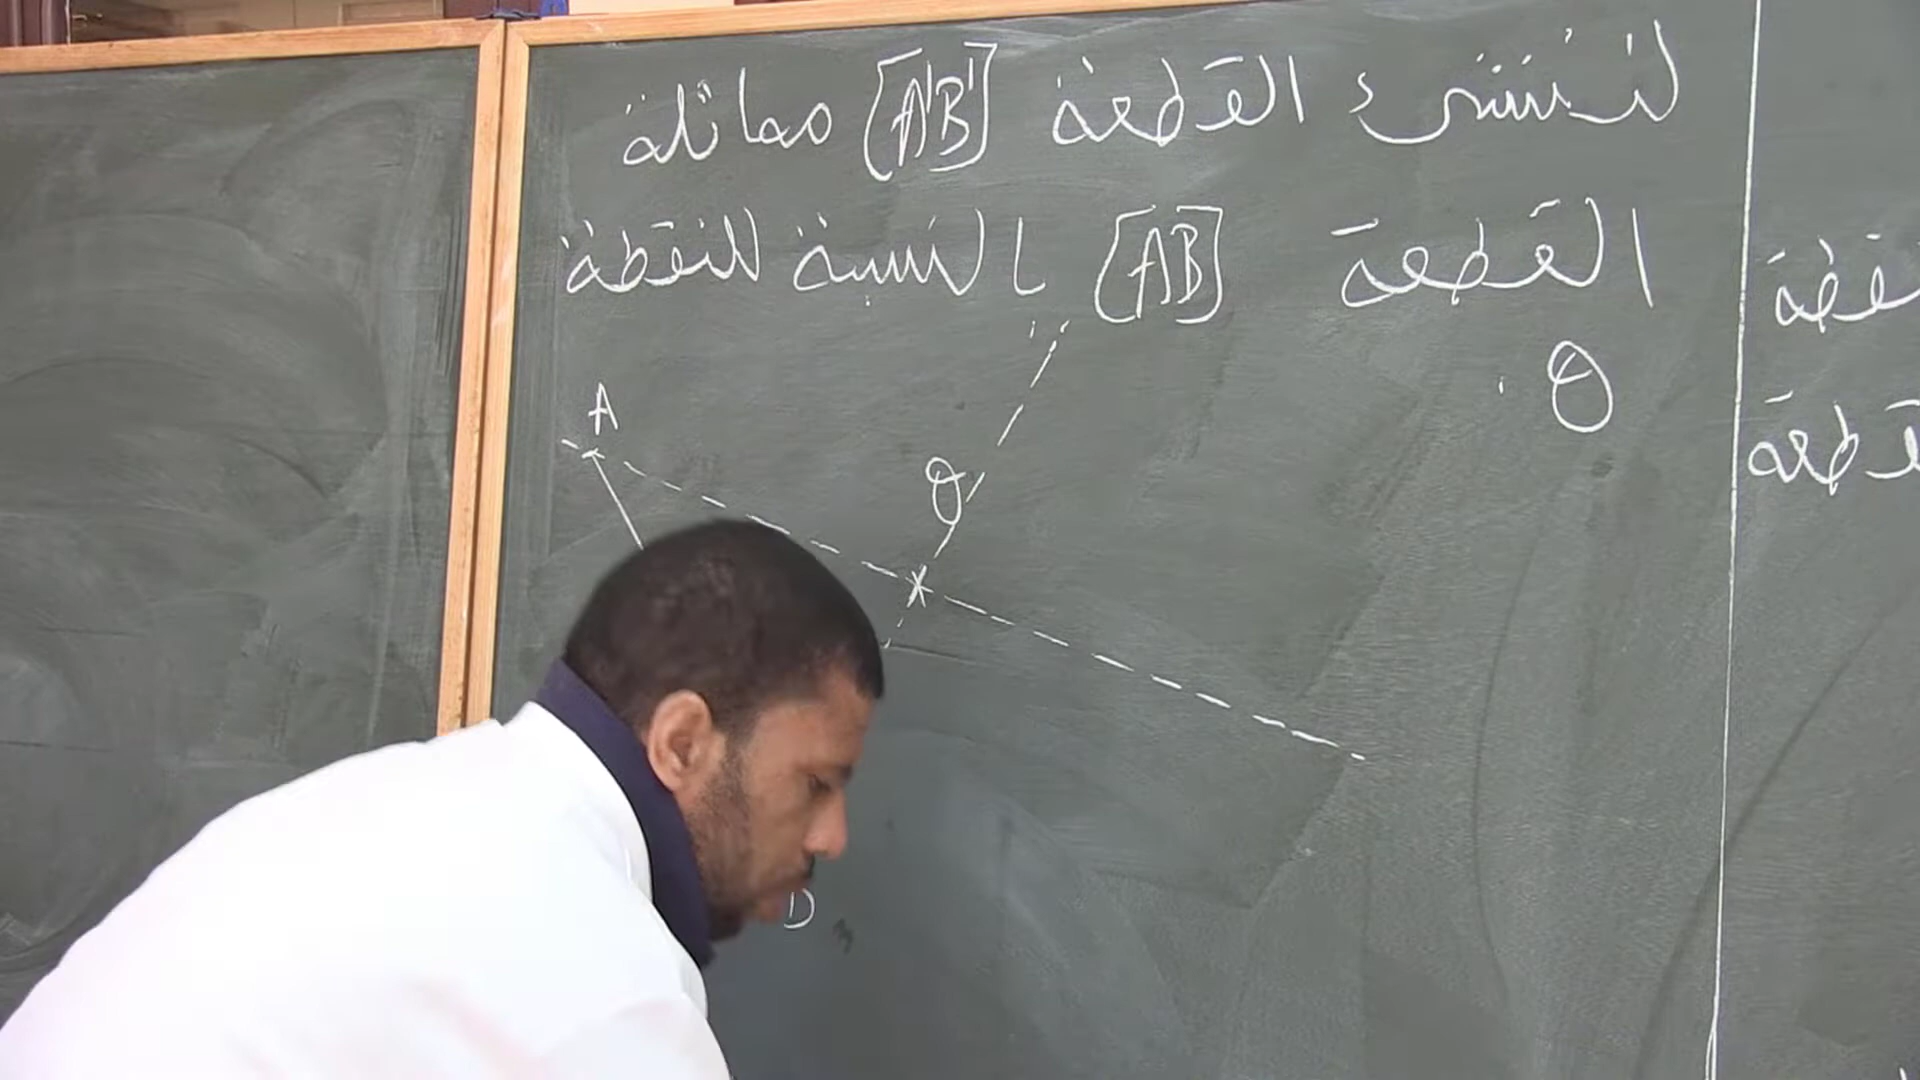 لننشئ القطعة [A'B'] مماثلة
القطعة [AB] بالنسبة للنقطة
O .
A
O